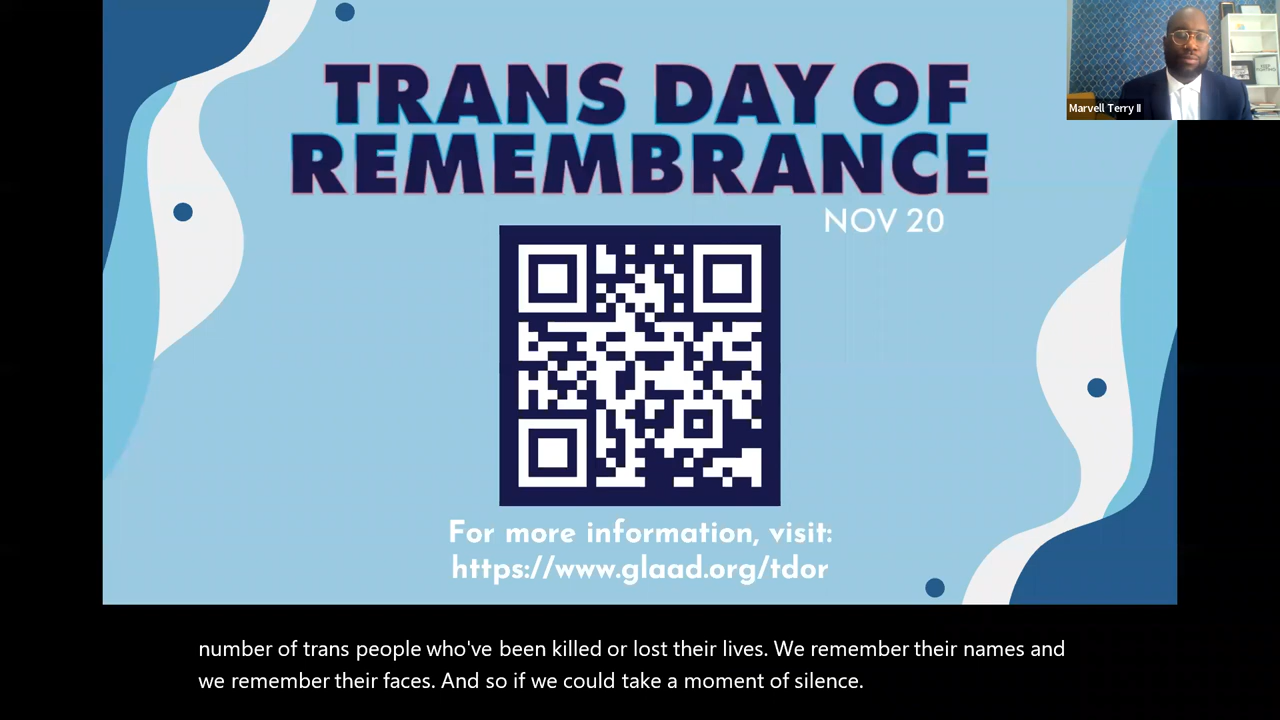 TRANS DAY OF
REMEMBRANCE
NOV 20
Marvell Terry II
For more information, visit:
https://www.glaad.org/tdor
number of trans people who've been killed or lost their lives. We remember their names and
we remember their faces. And so if we could take a moment of silence.